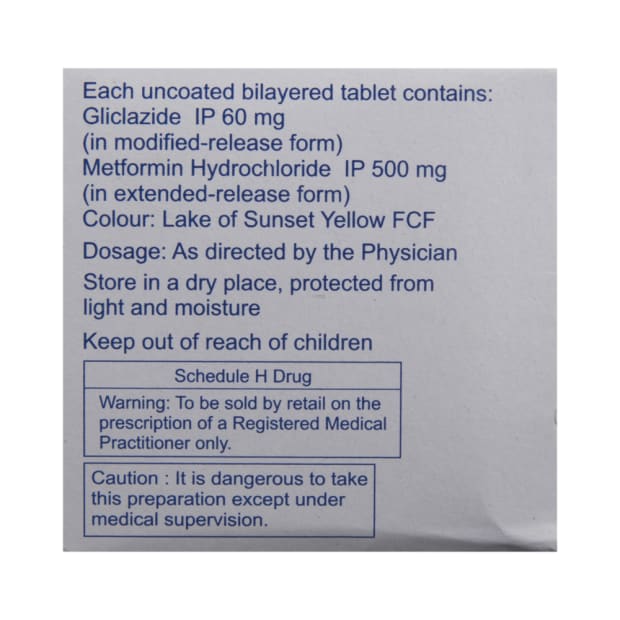 Each uncoated bilayered tablet contains:
Gliclazide IP 60 mg
(in modified-release form)
Metformin Hydrochloride IP 500 mg
(in extended-release form)
Colour: Lake of Sunset Yellow FCF
Dosage: As directed by the Physician
Store in a dry place, protected from
light and moisture
Keep out of reach of children
Schedule H Drug
Warning: To be sold by retail on the
prescription of a Registered Medical
Practitioner only.
Caution : It is dangerous to take
this preparation except under
medical supervision.